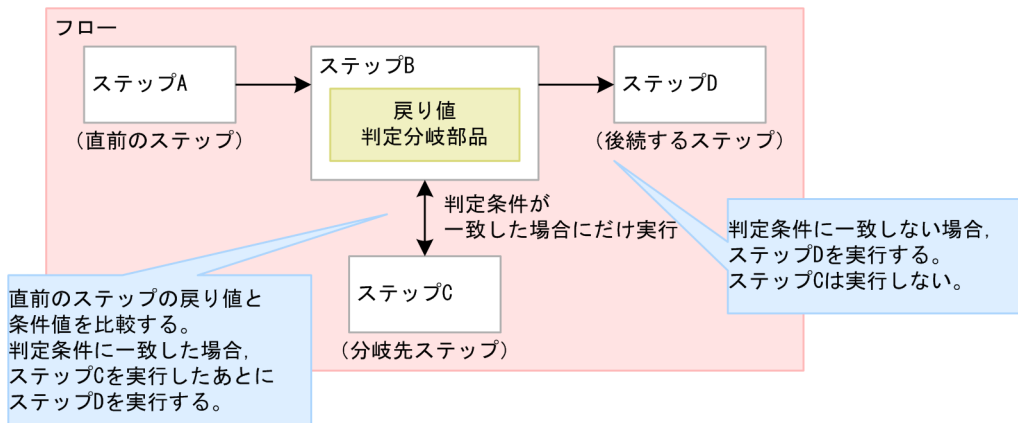 フロー
ステップA
(直前のステップ)
ステップB
戻り値
判定分岐部品
ステップD
(後続するステップ)
判定条件が
一致した場合にだけ実行
ステップC
(分岐先ステップ)
直前のステップの戻り値と
条件値を比較する。
判定条件に一致した場合,
ステップCを実行したあとに
ステップDを実行する。
判定条件に一致しない場合,
ステップDを実行する。
ステップCは実行しない。